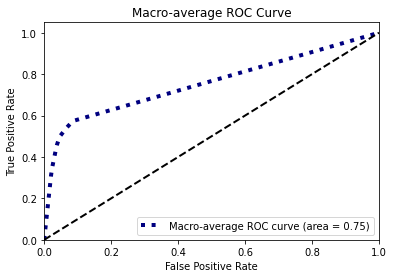 Macro-average ROC Curve
True Positive Rate
1.0
0.8
0.6
0.4
0.2
0.0
Macro-average ROC curve (area = 0.75)
0.0 0.2 0.4 0.6 0.8 1.0
False Positive Rate